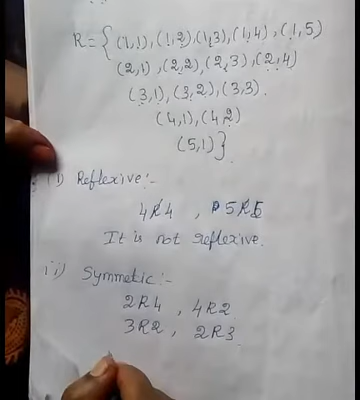 R = { (1,1), (1,2), (1,3), (1,4), (1,5)
(2,1), (2,2), (2,3), (2,4)
(3,1), (3,2), (3,3).
(4,1), (4,2)
(5,1) }
(i) Reflexive:-
4R̸4 , 5R̸5
It is not reflexive.
ii) Symmetic:-
2R4 , 4R2
3R2 , 2R3